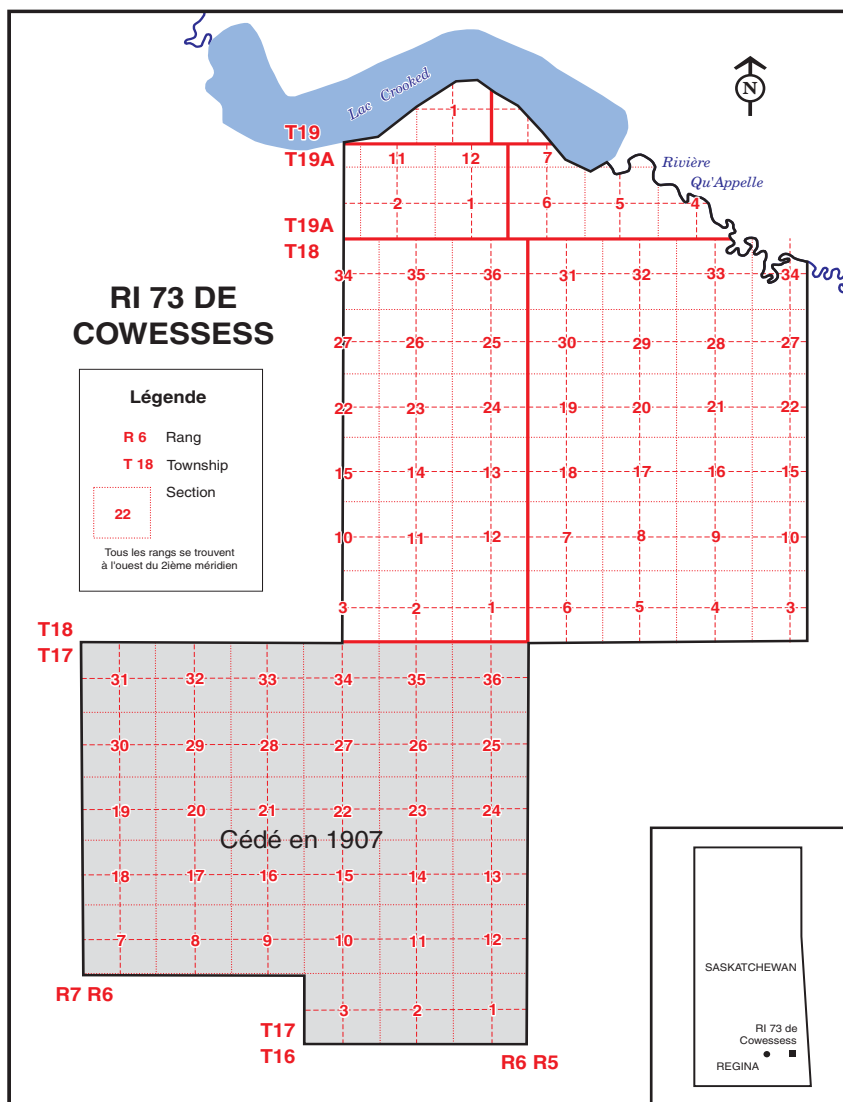 Lac Crooked
N
T19
1
T19A
11 12 7
Rivière
Qu'Appelle
2 1 6 5 4
T19A
T18
34 35 36 31 32 33 34
RI 73 DE
COWESSESS
27 26 25 30 29 28 27
Légende
22 23 24 19 20 21 22
R 6 Rang
T 18 Township
Section
22
15 14 13 18 17 16 15
Tous les rangs se trouvent
à l'ouest du 2ième méridien
10 11 12 7 8 9 10
3 2 1 6 5 4 3
T18
T17
31 32 33 34 35 36
30 29 28 27 26 25
19 20 21 22 23 24
Cédé en 1907
18 17 16 15 14 13
7 8 9 10 11 12
R7 R6
3 2 1
T17
T16
R6 R5
SASKATCHEWAN
RI 73 de
Cowessess
REGINA